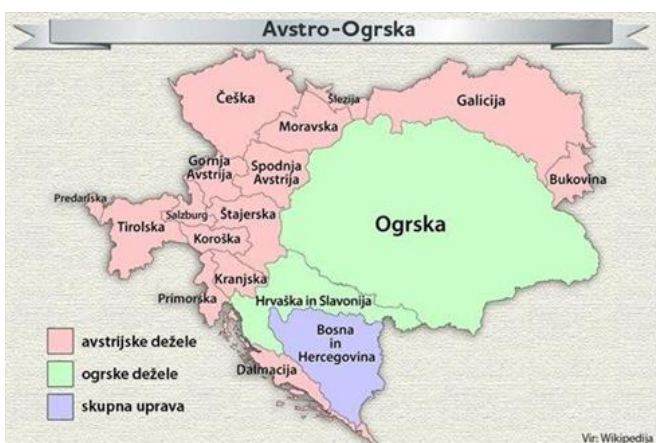 Avstro-Ogrska
Češka
Šlezija
Galicija
Moravska
Gornja
Avstrija
Spodnja
Avstrija
Bukovina
Predarlska
Tirolska
Salzburg
Štajerska
Ogrska
Koroška
Kranjska
Primorska
Hrvaška in Slavonija
Bosna
in
Hercegovina
Dalmacija
avstrijske dežele
ogrske dežele
skupna uprava
Vir: Wikipedija